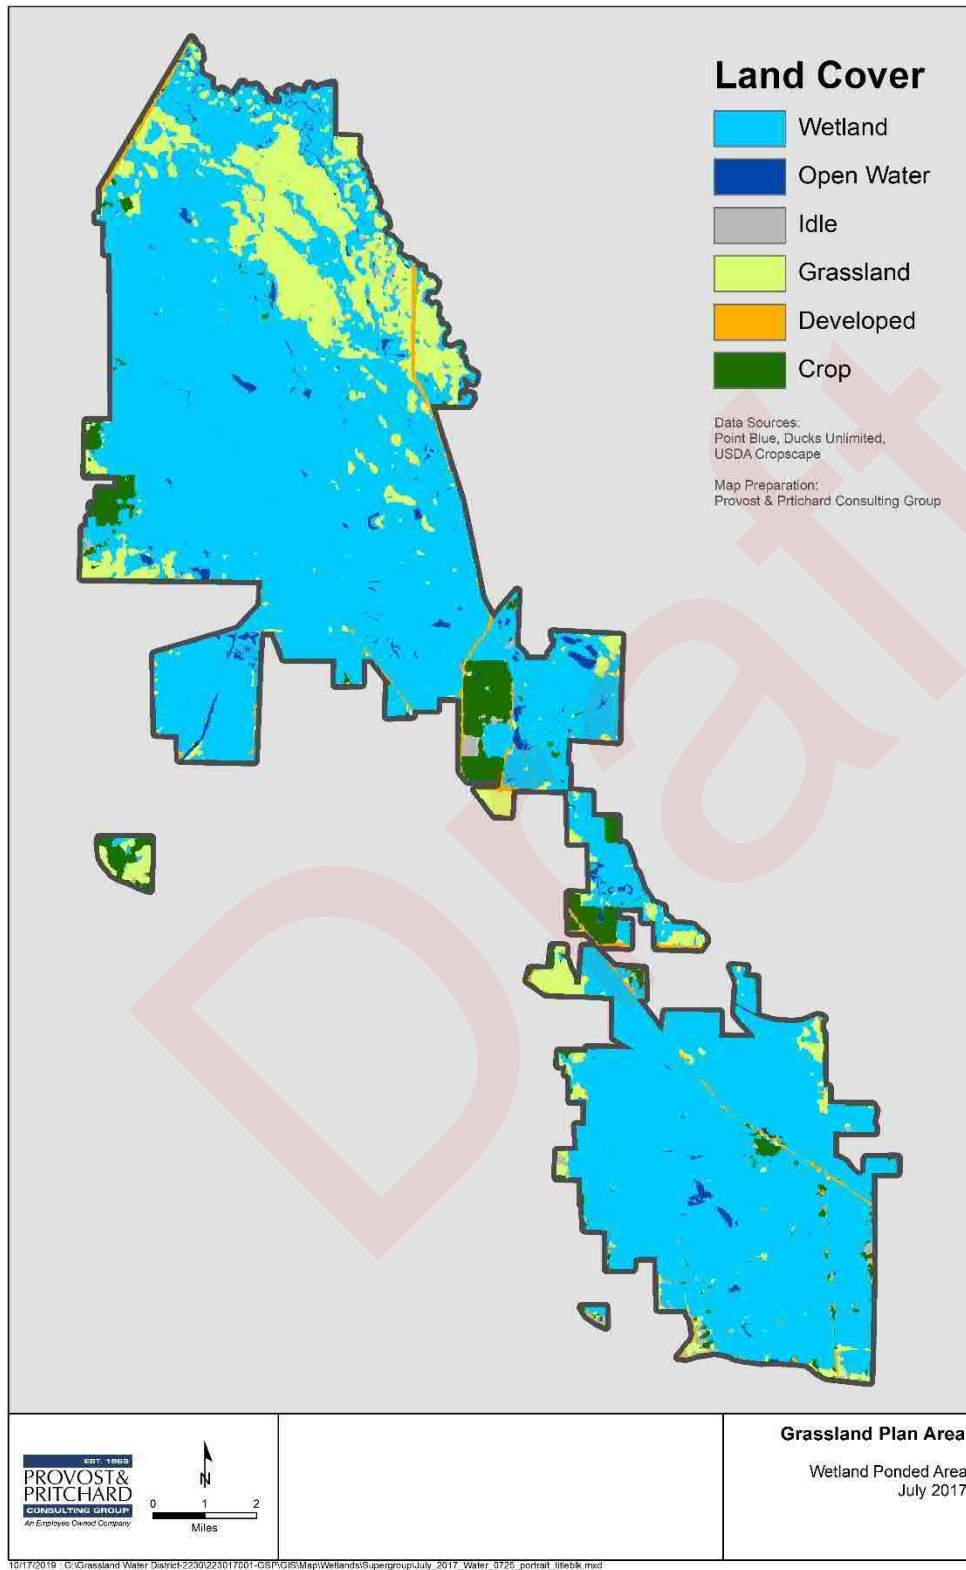 Land Cover
Wetland
Open Water
Idle
Grassland
Developed
Crop
Data Sources:
Point Blue, Ducks Unlimited,
USDA Cropscape
Map Preparation:
Provost & Prtichard Consulting Group
Draft
EST. 1968
PROVOST&
PRITCHARD
CONSULTING GROUP
An Employee Owned Company
N
0 1 2
Miles
Grassland Plan Area
Wetland Ponded Area
July 2017
10/17/2019 : G:\Grassland Water District-2230\223017001-GSP\GIS\Map\Wetlands\Supergroup\July_2017_Water_0725_portrait_titleblk.mxd